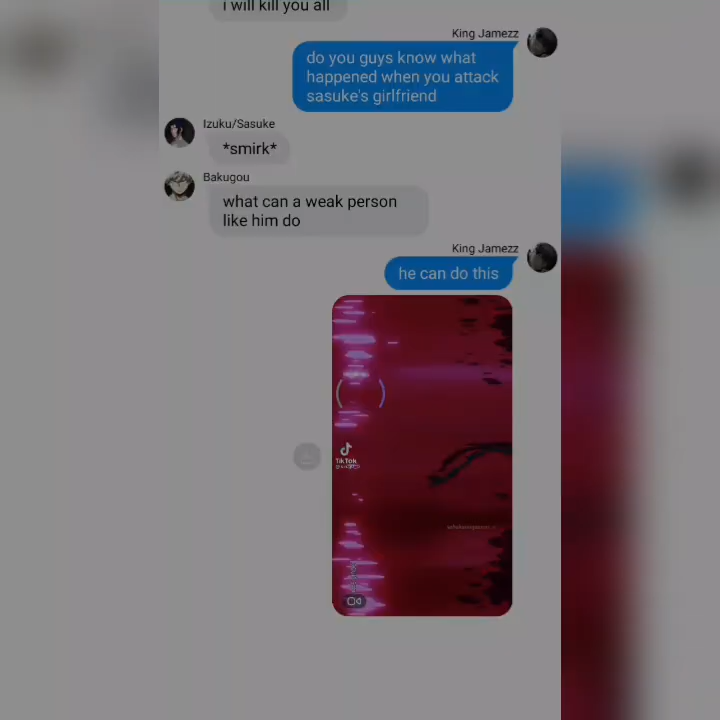 i will kill you all
King Jamezz
do you guys know what
happened when you attack
sasuke's girlfriend
Izuku/Sasuke
*smirk*
Bakugou
what can a weak person
like him do
King Jamezz
he can do this
TikTok